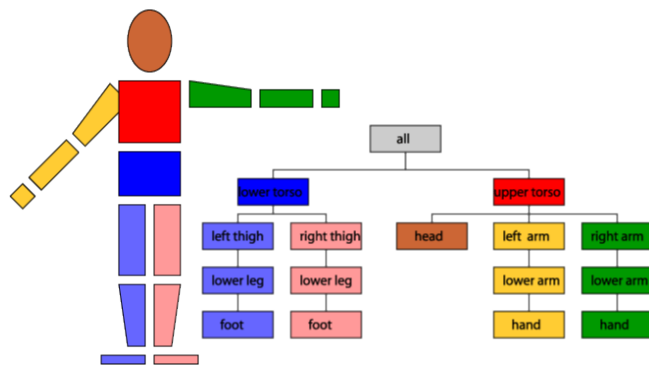 all
lower torso
upper torso
left thigh
right thigh
head
left arm
right arm
lower leg
lower leg
lower arm
lower arm
foot
foot
hand
hand